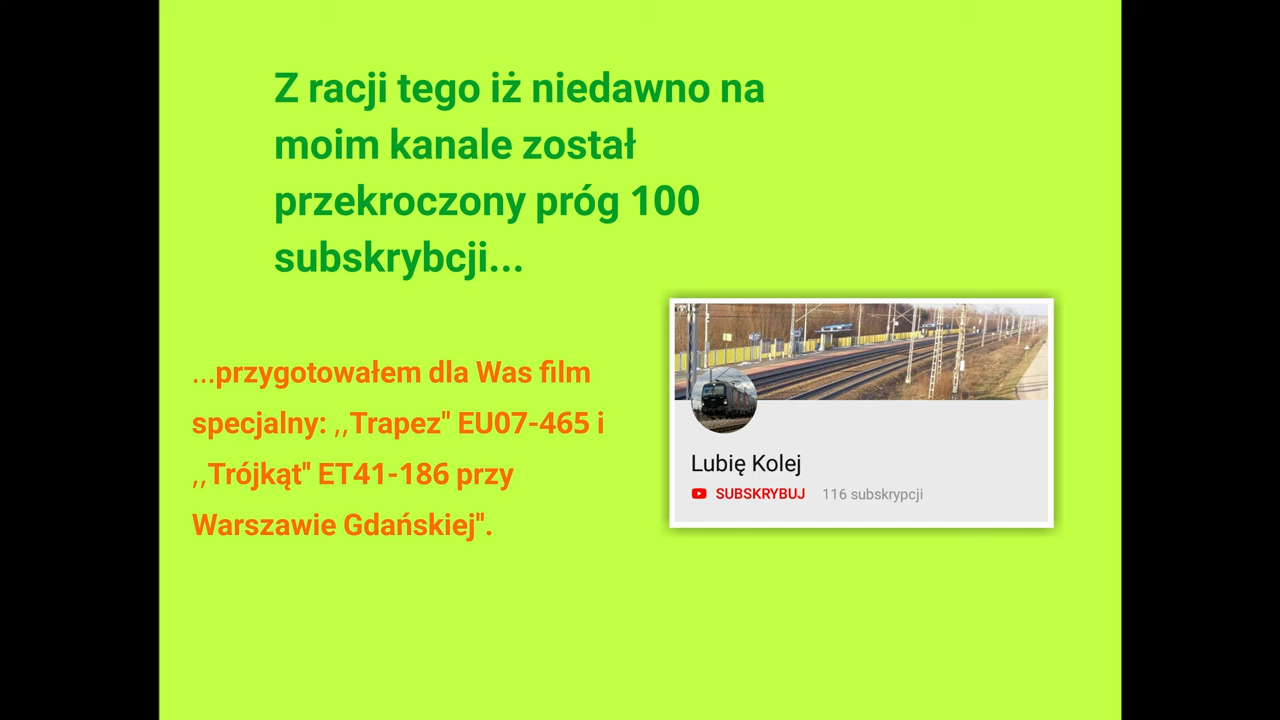 Z racji tego iż niedawno na
moim kanale został
przekroczony próg 100
subskrybcji...
...przygotowałem dla Was film
specjalny: ,,Trapez" EU07-465 i
,,Trójkąt" ET41-186 przy
Warszawie Gdańskiej".
Lubię Kolej
SUBSKRYBUJ 116 subskrypcji